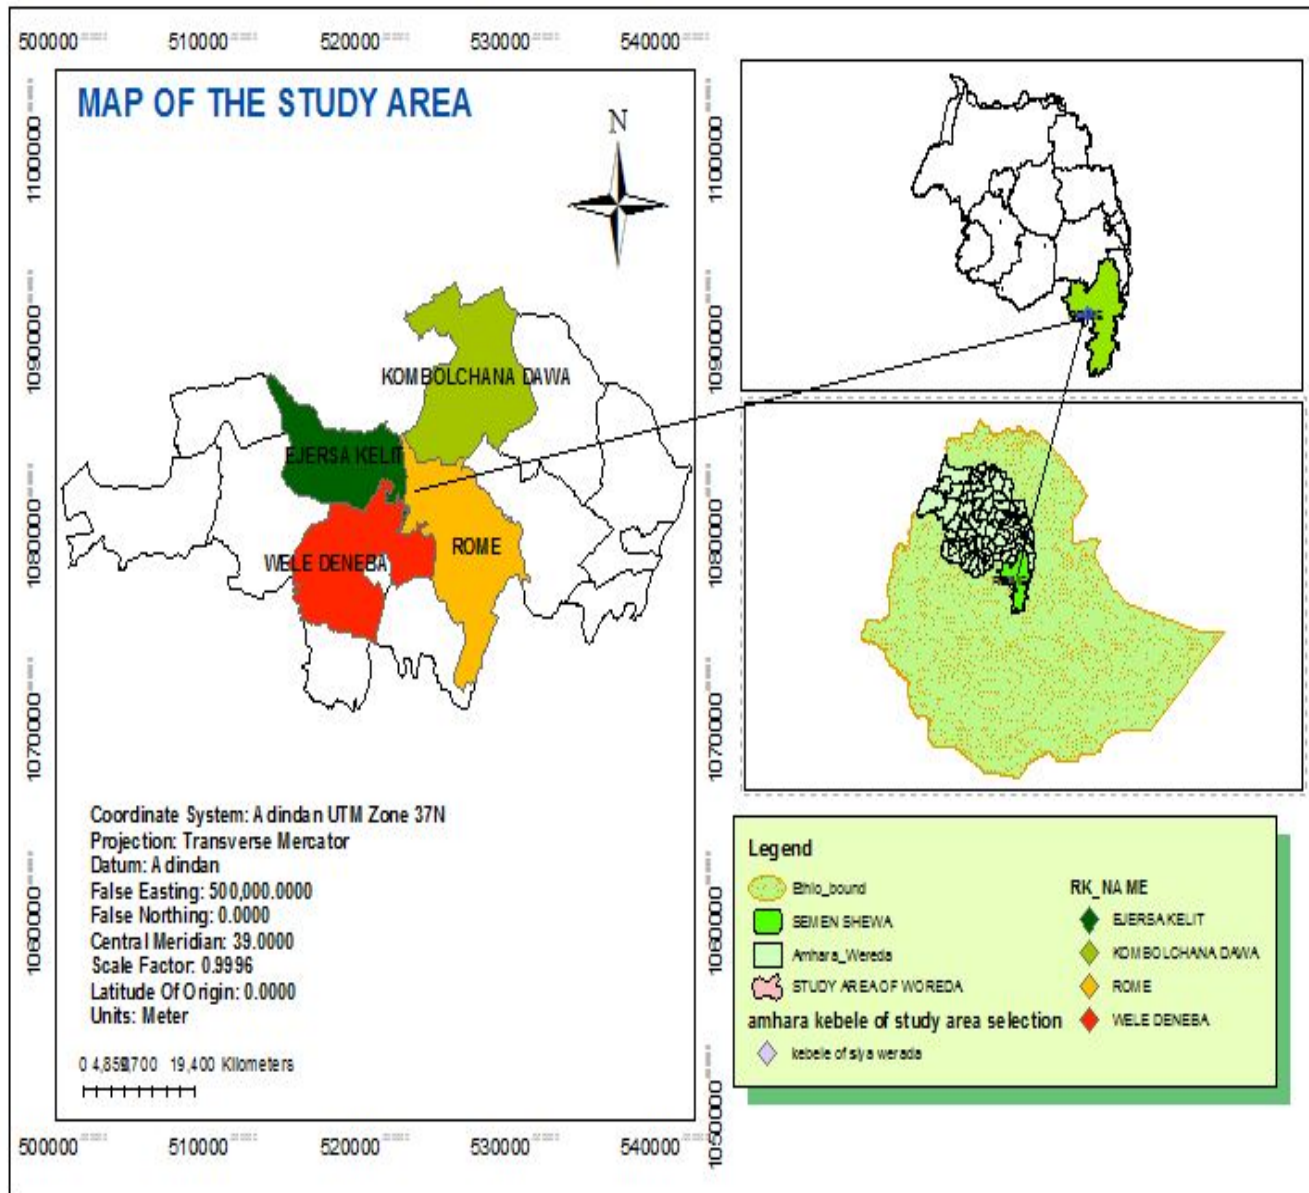 500000 510000 520000 530000 540000
MAP OF THE STUDY AREA
N
1100000
1090000
1080000
1070000
1060000
1100000
1090000
1080000
1070000
1060000
1050000
KOMBOLCHANA DAWA
EJERSA KELIT
WELE DENEBA
ROME
Coordinate System: Adindan UTM Zone 37N
Projection: Transverse Mercator
Datum: Adindan
False Easting: 500,000.0000
False Northing: 0.0000
Central Meridian: 39.0000
Scale Factor: 0.9996
Latitude Of Origin: 0.0000
Units: Meter
0 19,400 Kilometers
500000 510000 520000 530000 540000
Legend
Ethio_bound
SEMEN SHEWA
Amhara_Wereda
STUDY AREA OF WOREDA
amhara kebele of study area selection
kebele of siya werada
RK_NAME
EJERSA KELIT
KOMBOLCHANA DAWA
ROME
WELE DENEBA